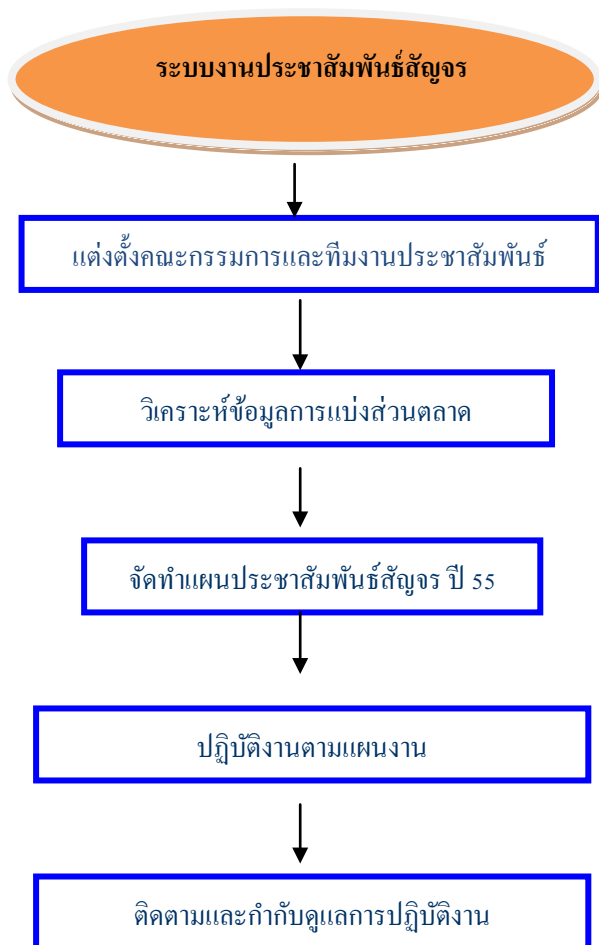 ระบบงานประชาสัมพันธ์สัญจร
แต่งตั้งคณะกรรมการและทีมงานประชาสัมพันธ์
วิเคราะห์ข้อมูลการแบ่งส่วนตลาด
จัดทำแผนประชาสัมพันธ์สัญจร ปี 55
ปฏิบัติงานตามแผนงาน
ติดตามและกำกับดูแลการปฏิบัติงาน